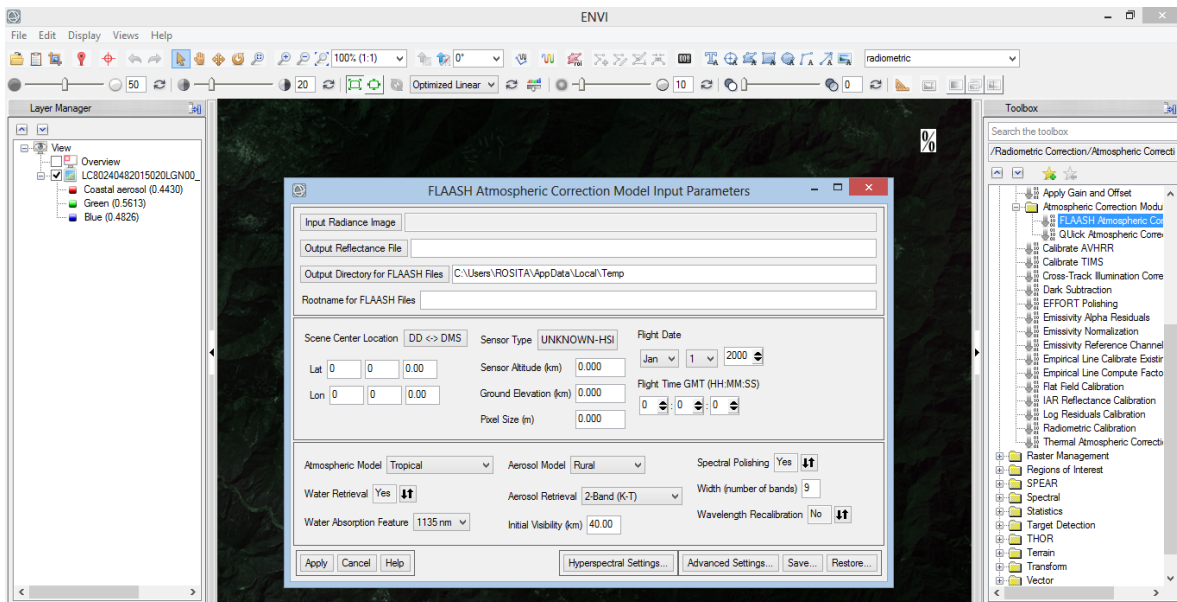 ENVI
File Edit Display Views Help
100% (1:1) 0° radiometric
50 20 Optimized Linear 10 0
Layer Manager
View
Overview
LC80240482015020LGN00_
Coastal aerosol (0.4430)
Green (0.5613)
Blue (0.4826)
%
FLAASH Atmospheric Correction Model Input Parameters
Input Radiance Image
Output Reflectance File
Output Directory for FLAASH Files C:\Users\ROSITA\AppData\Local\Temp
Rootname for FLAASH Files
Scene Center Location DD <-> DMS
Lat 0 0 0.00
Lon 0 0 0.00
Sensor Type UNKNOWN-HSI
Sensor Altitude (km) 0.000
Ground Elevation (km) 0.000
Pixel Size (m) 0.000
Flight Date
Jan 1 2000
Flight Time GMT (HH:MM:SS)
0 : 0 : 0
Atmospheric Model Tropical
Water Retrieval Yes
Water Absorption Feature 1135 nm
Aerosol Model Rural
Aerosol Retrieval 2-Band (K-T)
Initial Visibility (km) 40.00
Spectral Polishing Yes
Width (number of bands) 9
Wavelength Recalibration No
Apply Cancel Help Hyperspectral Settings... Advanced Settings... Save... Restore...
Toolbox
Search the toolbox
/Radiometric Correction/Atmospheric Correcti
Apply Gain and Offset
Atmospheric Correction Modu
FLAASH Atmospheric Cor
QUick Atmospheric Corre
Calibrate AVHRR
Calibrate TIMS
Cross-Track Illumination Corre
Dark Subtraction
EFFORT Polishing
Emissivity Alpha Residuals
Emissivity Normalization
Emissivity Reference Channel
Empirical Line Calibrate Existir
Empirical Line Compute Facto
Flat Field Calibration
IAR Reflectance Calibration
Log Residuals Calibration
Radiometric Calibration
Thermal Atmospheric Correcti
Raster Management
Regions of Interest
SPEAR
Spectral
Statistics
Target Detection
THOR
Terrain
Transform
Vector